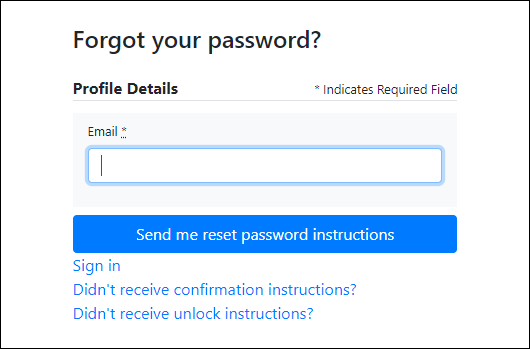 Forgot your password?
Profile Details * Indicates Required Field
Email *
Send me reset password instructions
Sign in
Didn't receive confirmation instructions?
Didn't receive unlock instructions?